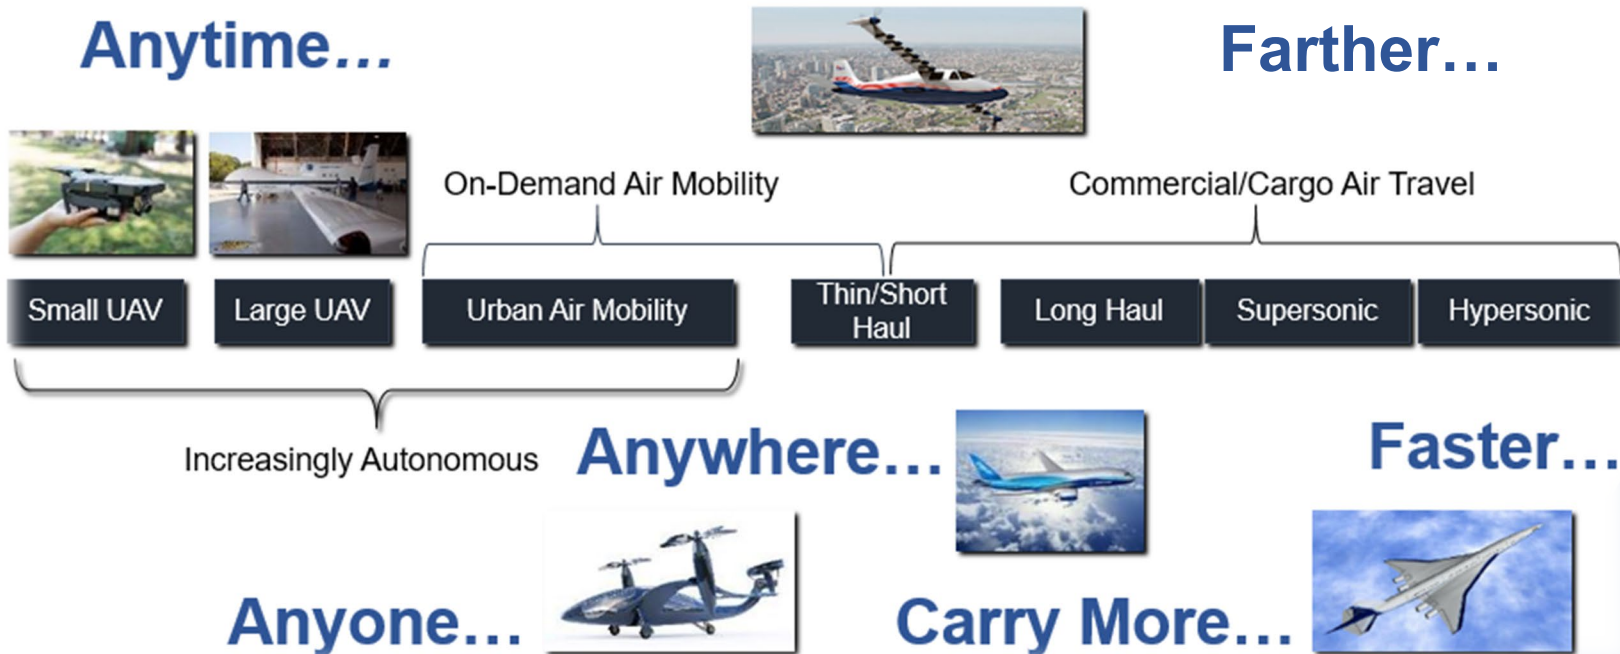 Anytime…
Farther…
On-Demand Air Mobility
Commercial/Cargo Air Travel
Small UAV
Large UAV
Urban Air Mobility
Thin/Short
Haul
Long Haul
Supersonic
Hypersonic
Increasingly Autonomous
Anywhere…
Faster…
Anyone…
Carry More…